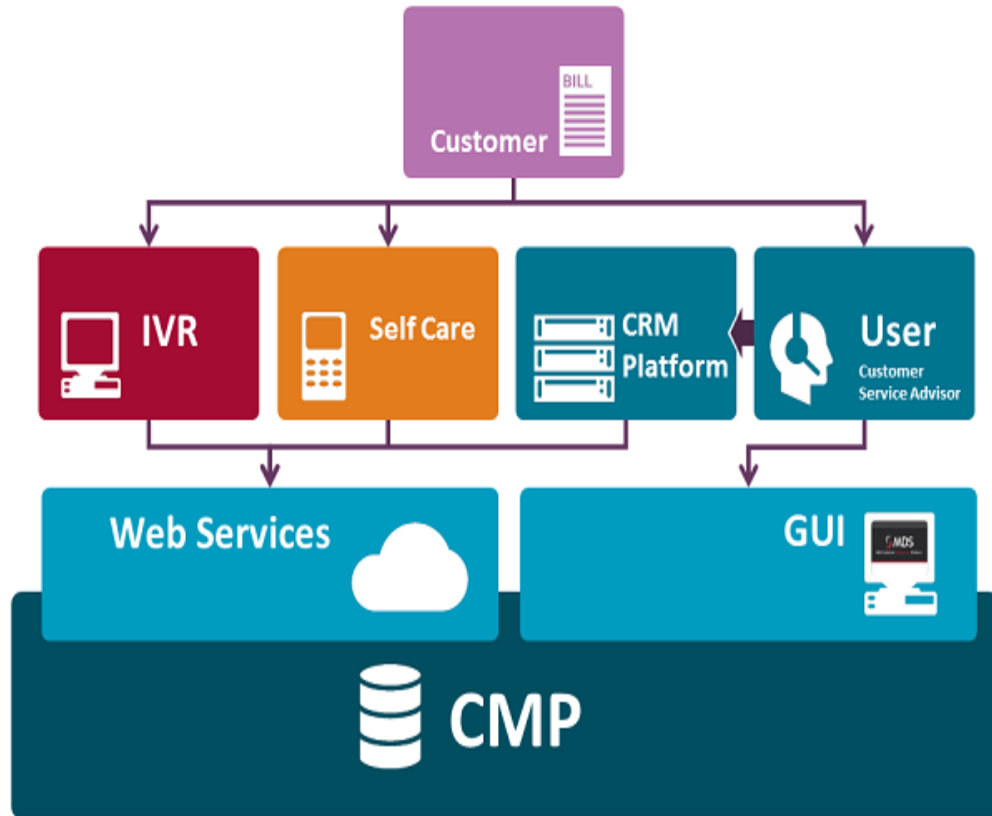 BILL
Customer
IVR
Self Care
CRM
Platform
User
Customer
Service Advisor
Web Services
GUI
MDS
CMP